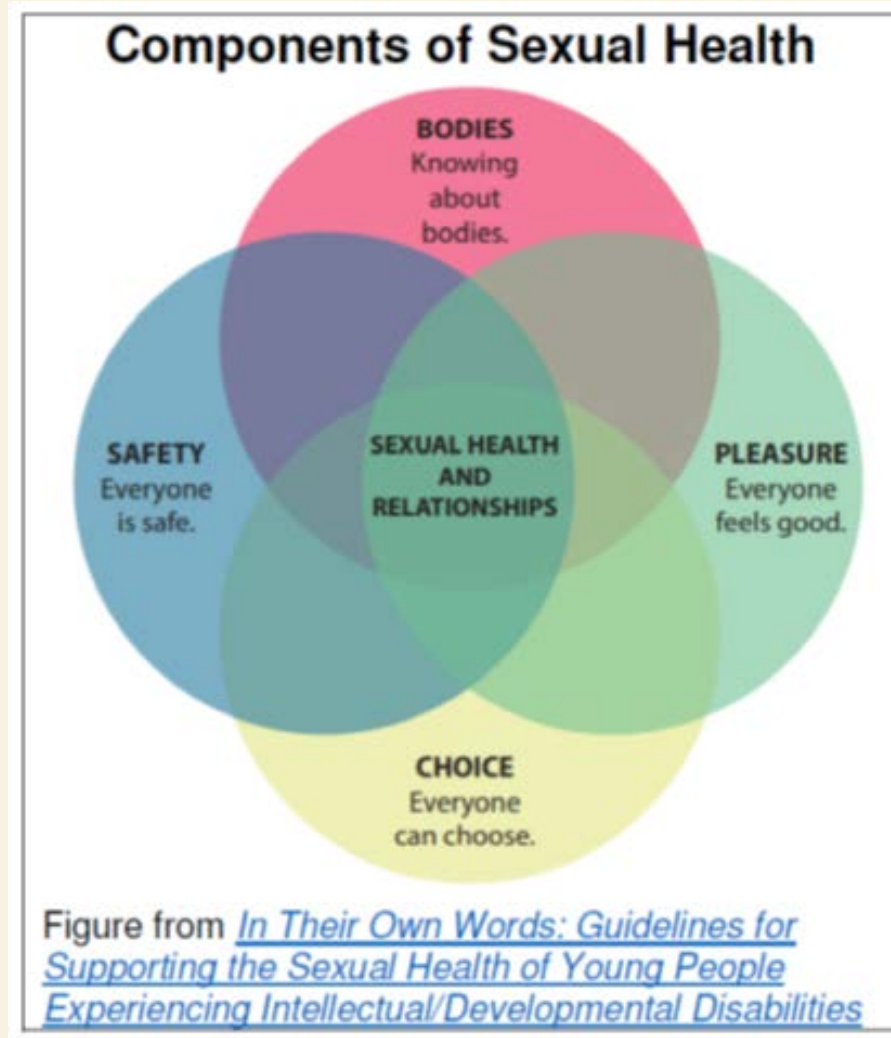 Components of Sexual Health
BODIES
Knowing
about
bodies.
SAFETY
Everyone
is safe.
SEXUAL HEALTH
AND
RELATIONSHIPS
PLEASURE
Everyone
feels good.
CHOICE
Everyone
can choose.
Figure from In Their Own Words: Guidelines for
Supporting the Sexual Health of Young People
Experiencing Intellectual/Developmental Disabilities